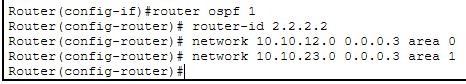 Router(config-if)#router ospf 1
Router(config-router)# router-id 2.2.2.2
Router(config-router)# network 10.10.12.0 0.0.0.3 area 0
Router(config-router)# network 10.10.23.0 0.0.0.3 area 1
Router(config-router)#